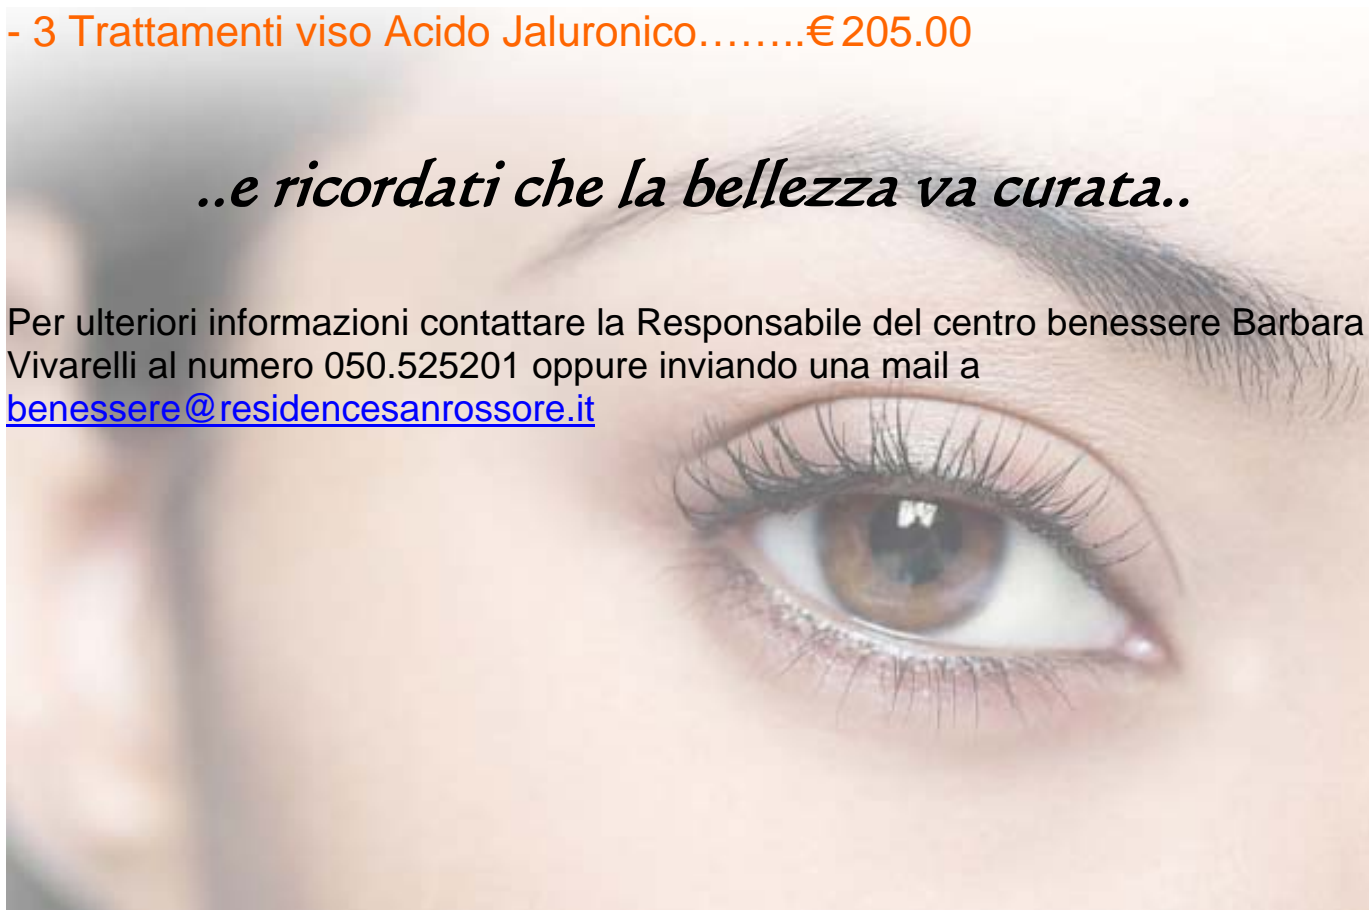 - 3 Trattamenti viso Acido Jaluronico……..€ 205.00
..e ricordati che la bellezza va curata..
Per ulteriori informazioni contattare la Responsabile del centro benessere Barbara
Vivarelli al numero 050.525201 oppure inviando una mail a
benessere@residencesanrossore.it